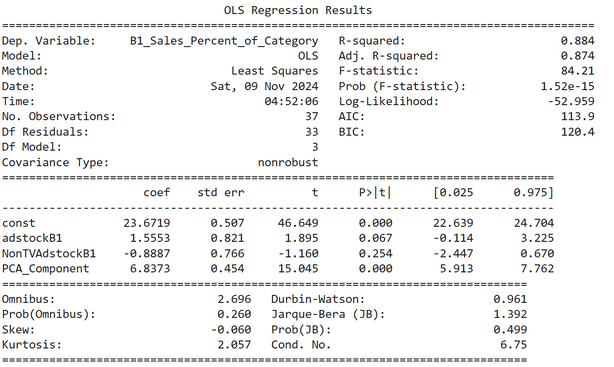 OLS Regression Results
==============================================================================
Dep. Variable: B1_Sales_Percent_of_Category R-squared: 0.884
Model: OLS Adj. R-squared: 0.874
Method: Least Squares F-statistic: 84.21
Date: Sat, 09 Nov 2024 Prob (F-statistic): 1.52e-15
Time: 04:52:06 Log-Likelihood: -52.959
No. Observations: 37 AIC: 113.9
Df Residuals: 33 BIC: 120.4
Df Model: 3
Covariance Type: nonrobust
==============================================================================
coef std err t P>|t| [0.025 0.975]
------------------------------------------------------------------------------
const 23.6719 0.507 46.649 0.000 22.639 24.704
adstockB1 1.5553 0.821 1.895 0.067 -0.114 3.225
NonTVAdstockB1 -0.8887 0.766 -1.160 0.254 -2.447 0.670
PCA_Component 6.8373 0.454 15.045 0.000 5.913 7.762
==============================================================================
Omnibus: 2.696 Durbin-Watson: 0.961
Prob(Omnibus): 0.260 Jarque-Bera (JB): 1.392
Skew: -0.060 Prob(JB): 0.499
Kurtosis: 2.057 Cond. No. 6.75
==============================================================================